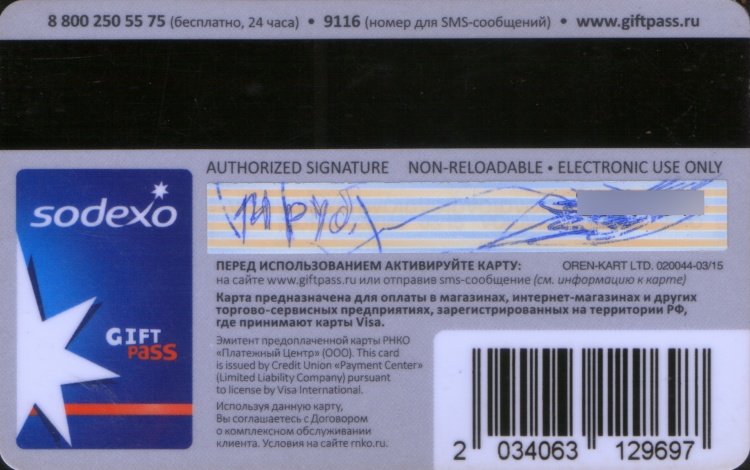 8 800 250 55 75 (бесплатно, 24 часа) • 9116 (номер для SMS-сообщений) • www.giftpass.ru
AUTHORIZED SIGNATURE NON-RELOADABLE • ELECTRONIC USE ONLY
sodexo
ПЕРЕД ИСПОЛЬЗОВАНИЕМ АКТИВИРУЙТЕ КАРТУ: OREN-KART LTD. 020044-03/15
на сайте www.giftpass.ru или отправив sms-сообщение (см. информацию к карте)
Карта предназначена для оплаты в магазинах, интернет-магазинах и других
торгово-сервисных предприятиях, зарегистрированных на территории РФ,
где принимают карты Visa.
GIFT
PASS
Эмитент предоплаченной карты РНКО
«Платежный Центр» (ООО). This card
is issued by Credit Union «Payment Center»
(Limited Liability Company) pursuant
to license by Visa International.
Используя данную карту,
Вы соглашаетесь с Договором
о комплексном обслуживании
клиента. Условия на сайте rnko.ru.
2 034063 129697